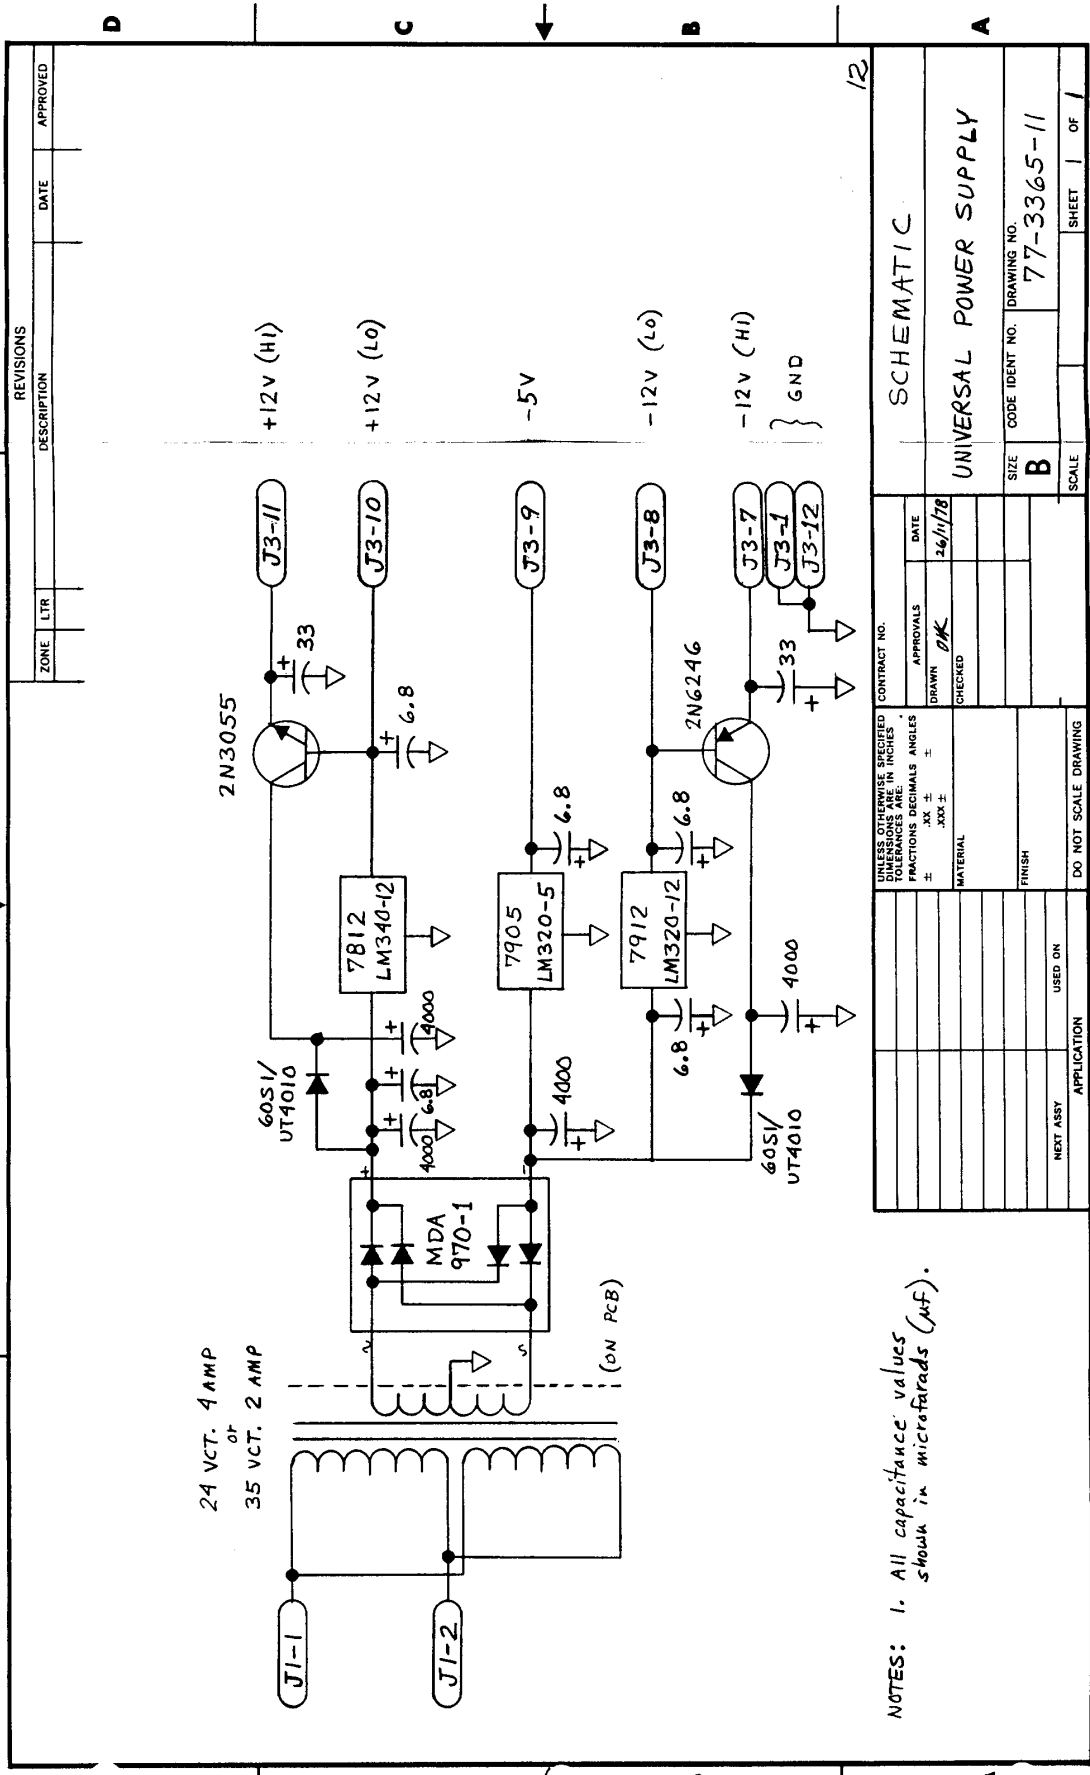 D
C
B
A
REVISIONS
ZONE
LTR
DESCRIPTION
DATE
APPROVED
24 VCT. 4 AMP
or
35 VCT. 2 AMP
J1-1
J1-2
(ON PCB)
~
~
+
-
MDA
970-1
60S1/
UT4010
+
4000
+
6.8
+
4000
7812
LM340-12
2N3055
+
6.8
+
33
J3-11
+12V (HI)
J3-10
+12V (LO)
4000
+
7905
LM320-5
6.8
+
J3-9
-5V
6.8
+
7912
LM320-12
6.8
+
J3-8
-12V (LO)
60S1/
UT4010
4000
+
2N6246
33
+
J3-7
-12V (HI)
J3-1
J3-12
} GND
12
NOTES: 1. All capacitance values
shown in microfarads (µf).
NEXT ASSY
USED ON
APPLICATION
UNLESS OTHERWISE SPECIFIED
DIMENSIONS ARE IN INCHES
TOLERANCES ARE:
FRACTIONS DECIMALS ANGLES
± .XX ± ±
.XXX ±
MATERIAL
FINISH
DO NOT SCALE DRAWING
CONTRACT NO.
APPROVALS
DATE
DRAWN
26/11/78
CHECKED
SCHEMATIC
UNIVERSAL POWER SUPPLY
SIZE
B
CODE IDENT NO.
DRAWING NO.
77-3365-11
SCALE
SHEET 1 OF 1